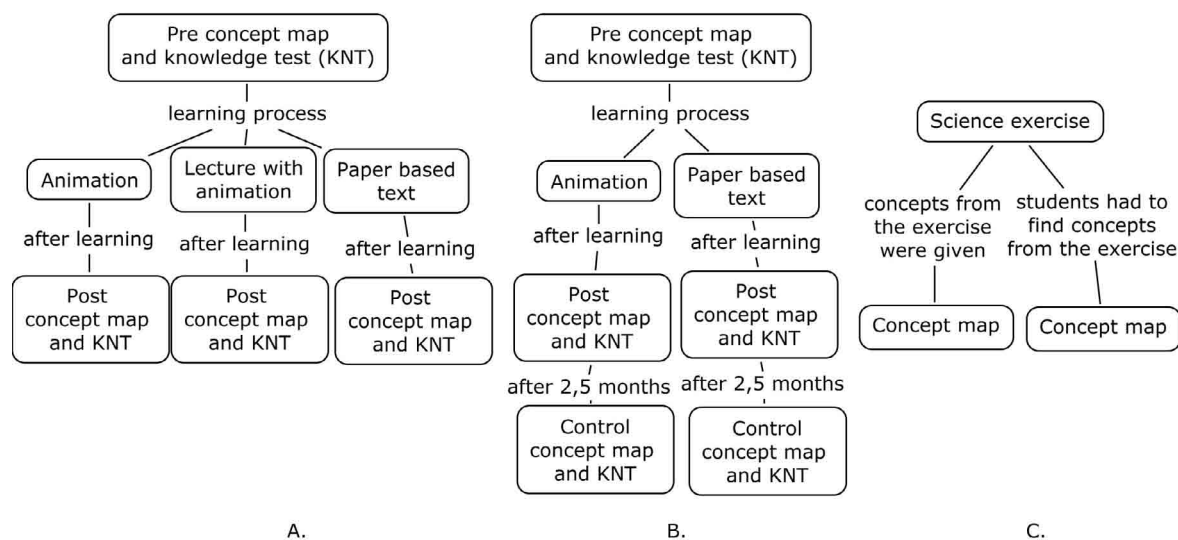 Pre concept map
and knowledge test (KNT)
learning process
Animation
Lecture with
animation
Paper based
text
after learning
after learning
after learning
Post
concept map
and KNT
Post
concept map
and KNT
Post
concept map
and KNT
A.
Pre concept map
and knowledge test (KNT)
learning process
Animation
Paper based
text
after learning
after learning
Post
concept map
and KNT
Post
concept map
and KNT
after 2,5 months
after 2,5 months
Control
concept map
and KNT
Control
concept map
and KNT
B.
Science exercise
concepts from
the exercise
were given
students had to
find concepts
from the exercise
Concept map
Concept map
C.